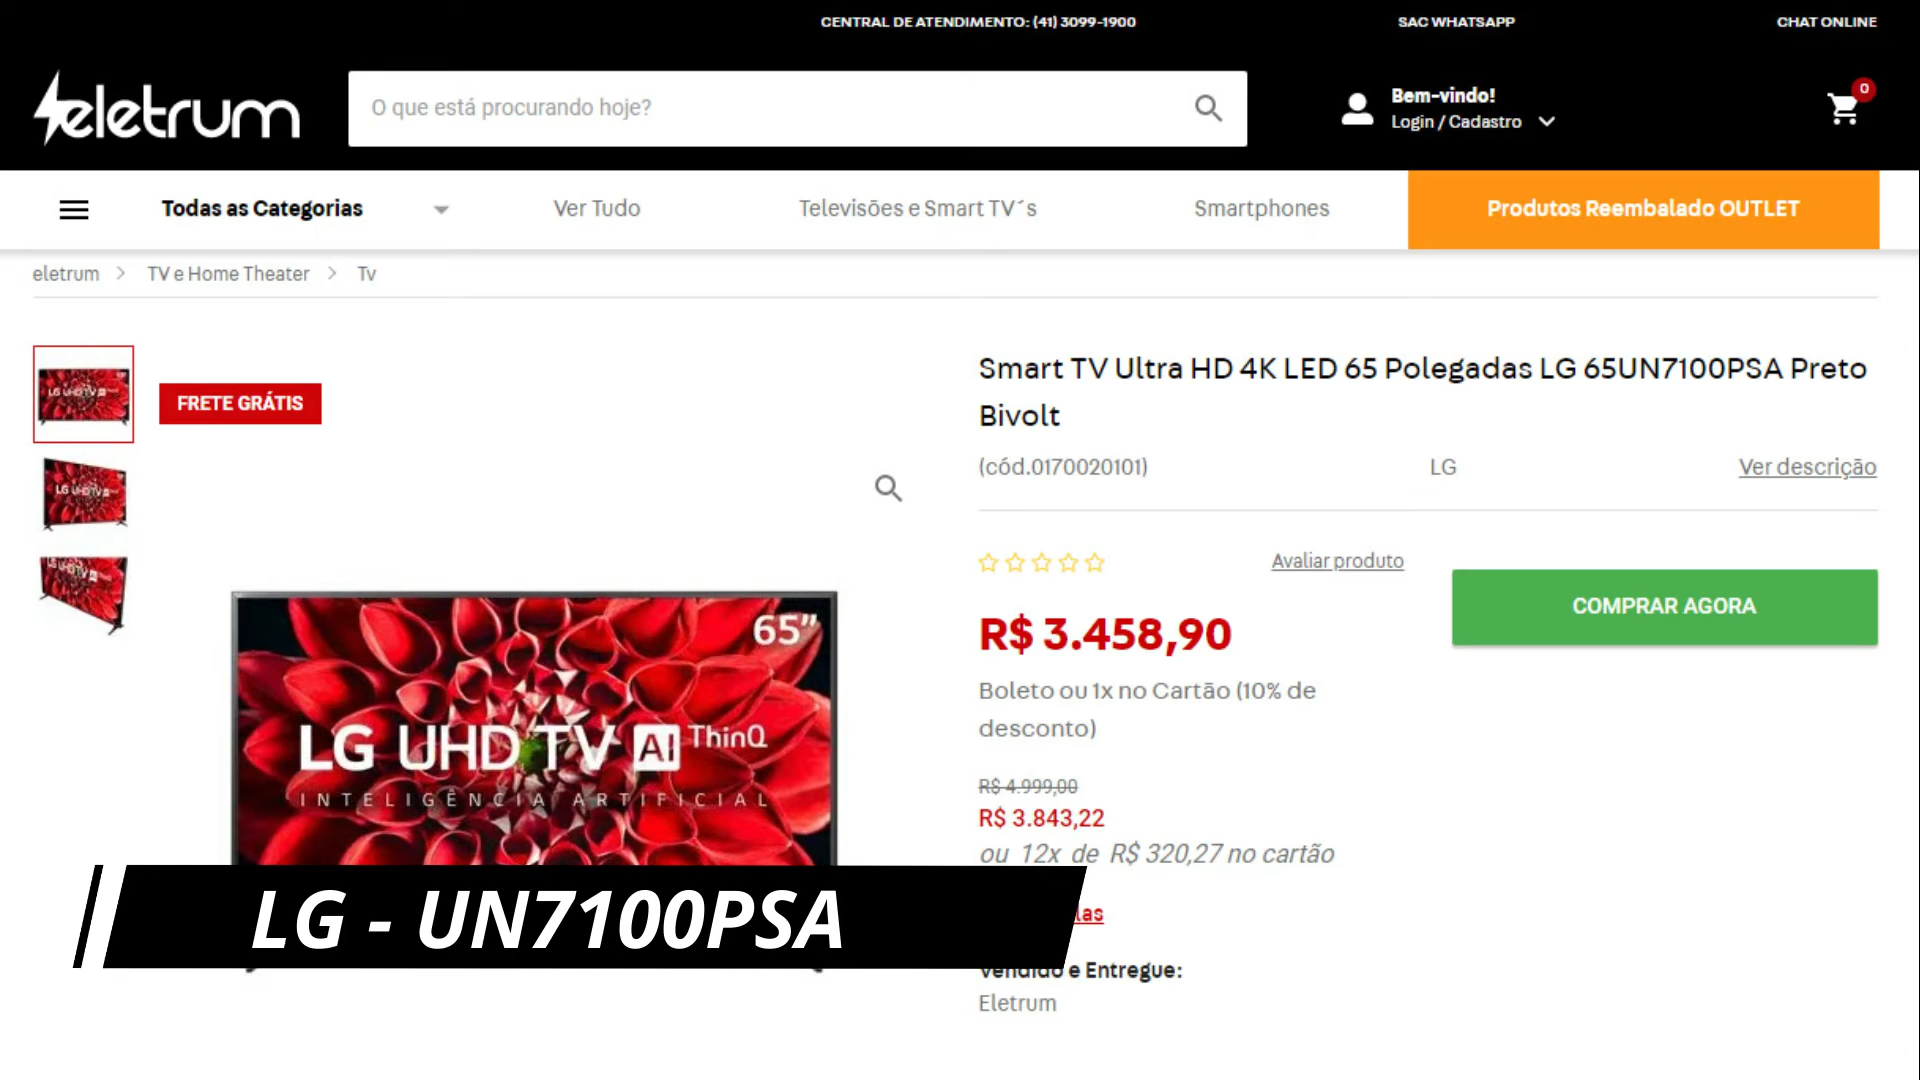 CENTRAL DE ATENDIMENTO: (41) 3099-1900
SAC WHATSAPP
CHAT ONLINE
eletrum
O que está procurando hoje?
Bem-vindo!
Login / Cadastro
0
Todas as Categorias
Ver Tudo
Televisões e Smart TV´s
Smartphones
Produtos Reembalado OUTLET
eletrum > TV e Home Theater > Tv
FRETE GRÁTIS
Smart TV Ultra HD 4K LED 65 Polegadas LG 65UN7100PSA Preto
Bivolt
(cód.0170020101)
LG
Ver descrição
Avaliar produto
COMPRAR AGORA
R$ 3.458,90
Boleto ou 1x no Cartão (10% de
desconto)
R$ 4.999,00
R$ 3.843,22
ou 12x de R$ 320,27 no cartão
las
Vendido e Entregue:
Eletrum
65"
LG UHD TV AI ThinQ
INTELIGÊNCIA ARTIFICIAL
LG - UN7100PSA